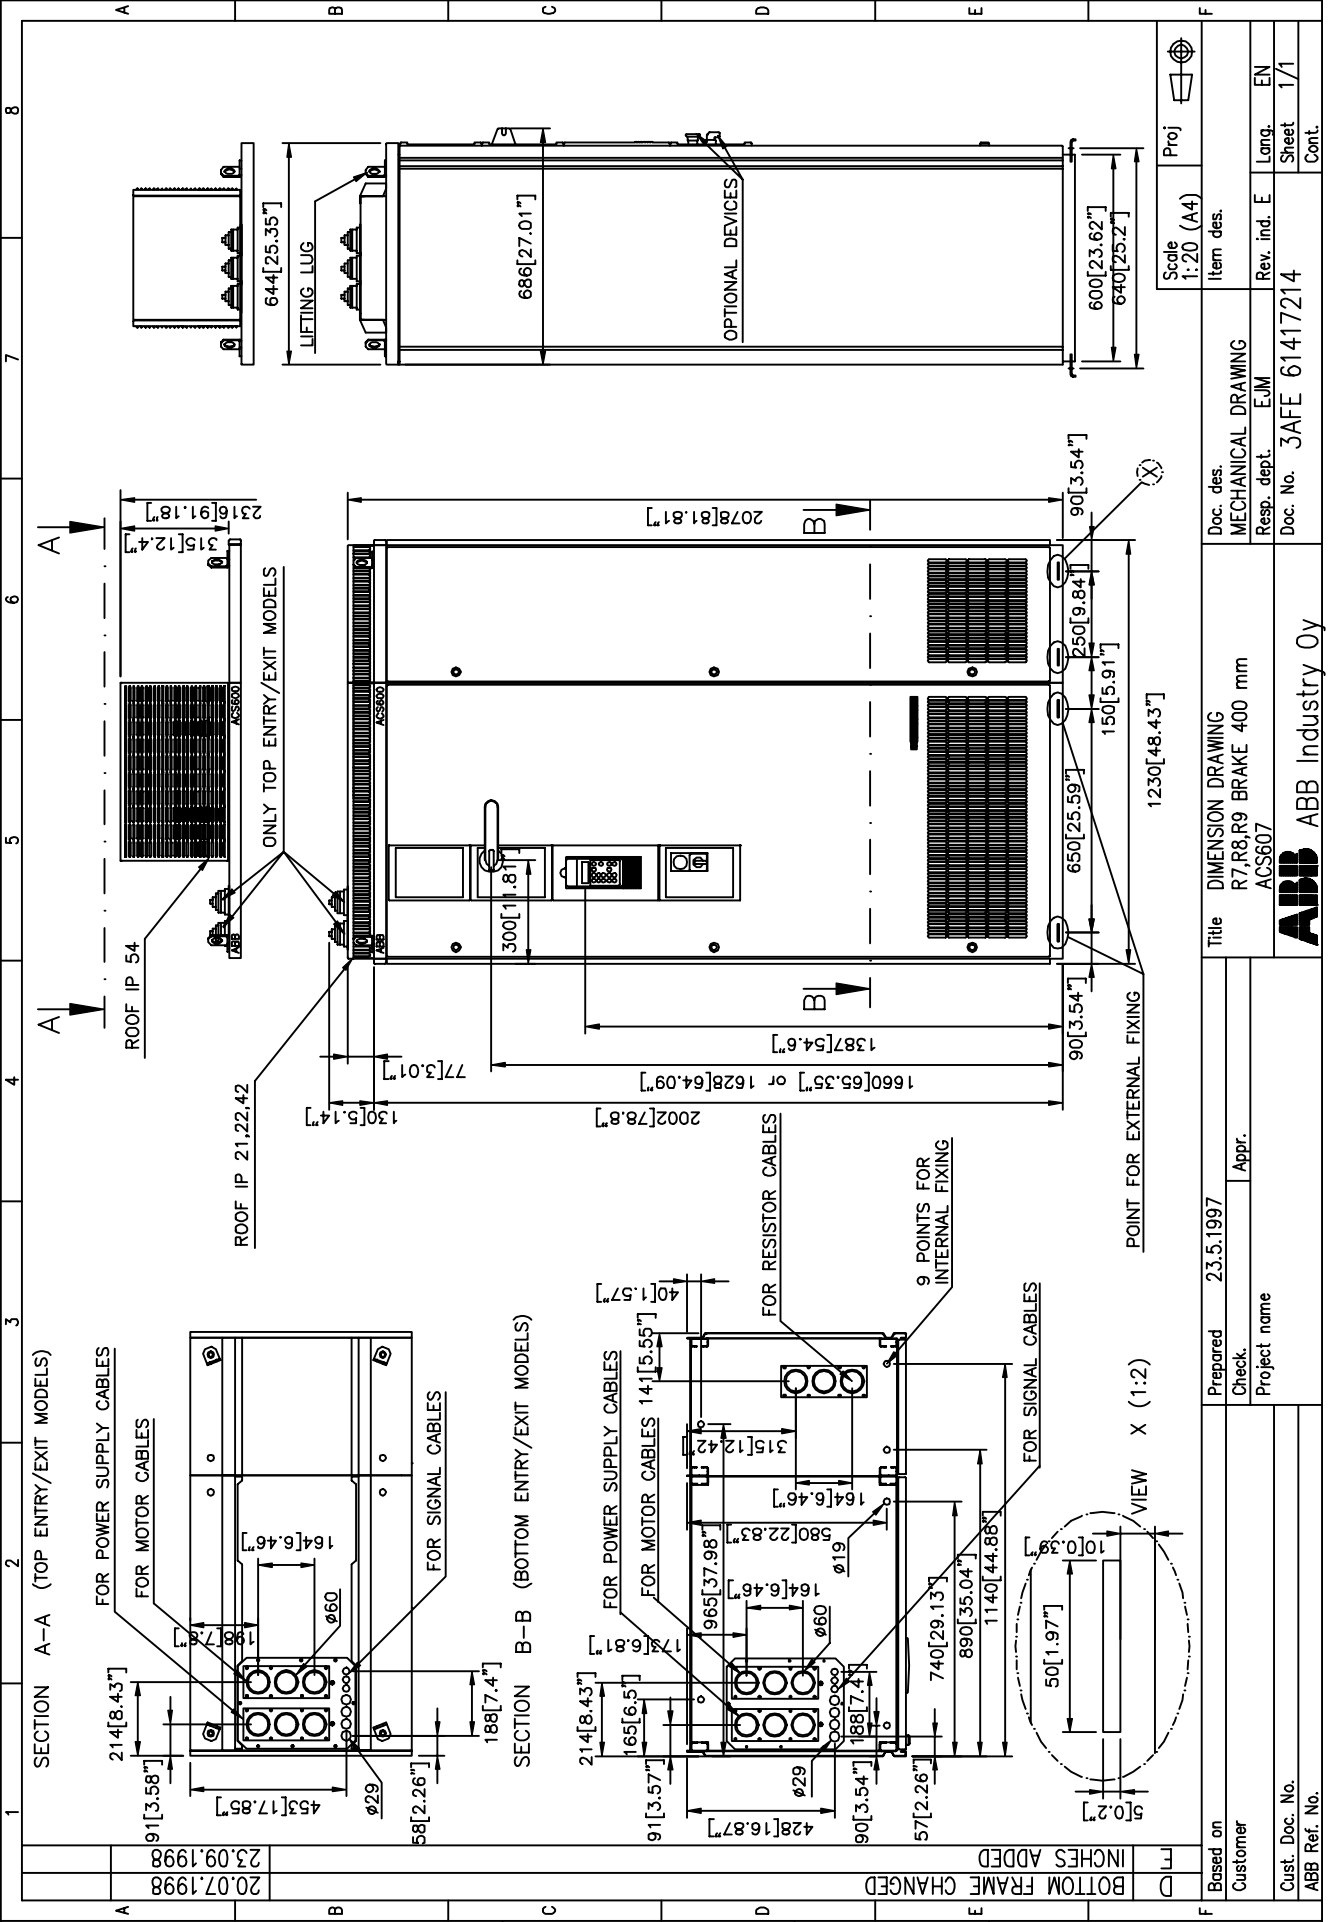 1 2 3 4 5 6 7 8
A B C D E F
A B C D E F
SECTION A-A (TOP ENTRY/EXIT MODELS)
FOR POWER SUPPLY CABLES
FOR MOTOR CABLES
214[8.43"]
91[3.58"]
198[7.8"]
164[6.46"]
ø60
FOR SIGNAL CABLES
453[17.85"]
ø29
188[7.4"]
58[2.26"]
SECTION B-B (BOTTOM ENTRY/EXIT MODELS)
FOR POWER SUPPLY CABLES
FOR MOTOR CABLES
141[5.55"]
40[1.57"]
FOR RESISTOR CABLES
9 POINTS FOR
INTERNAL FIXING
FOR SIGNAL CABLES
214[8.43"]
165[6.5"]
91[3.57"]
173[6.81"]
965[37.98"]
164[6.46"]
ø60
315[12.42"]
164[6.46"]
580[22.83"]
ø19
428[16.87"]
ø29
188[7.4"]
90[3.54"]
57[2.26"]
740[29.13"]
890[35.04"]
1140[44.88"]
VIEW X (1:2)
50[1.97"]
10[0.39"]
5[0.2"]
A A
ROOF IP 54
315[12.4"]
2316[91.18"]
ACS600
ABB
ONLY TOP ENTRY/EXIT MODELS
ROOF IP 21,22,42
ACS600
ABB
130[5.14"]
77[3.01"]
2002[78.8"]
1660[65.35"] or 1628[64.09"]
1387[54.6"]
300[11.81"]
2078[81.81"]
B B
90[3.54"]
650[25.59"]
150[5.91"]
250[9.84"]
90[3.54"]
1230[48.43"]
X
POINT FOR EXTERNAL FIXING
644[25.35"]
LIFTING LUG
686[27.01"]
OPTIONAL DEVICES
600[23.62"]
640[25.2"]
Scale
1:20 (A4)
Proj
D BOTTOM FRAME CHANGED 20.07.1998
E INCHES ADDED 23.09.1998
Based on
Customer
Cust. Doc. No.
ABB Ref. No.
Prepared 23.5.1997
Check. Appr.
Project name
Title DIMENSION DRAWING
R7,R8,R9 BRAKE 400 mm
ACS607
ABB ABB Industry Oy
Doc. des. Item des.
MECHANICAL DRAWING
Resp. dept. EJM Rev. ind. E Lang. EN
Doc. No. 3AFE 61417214 Sheet 1/1
Cont.